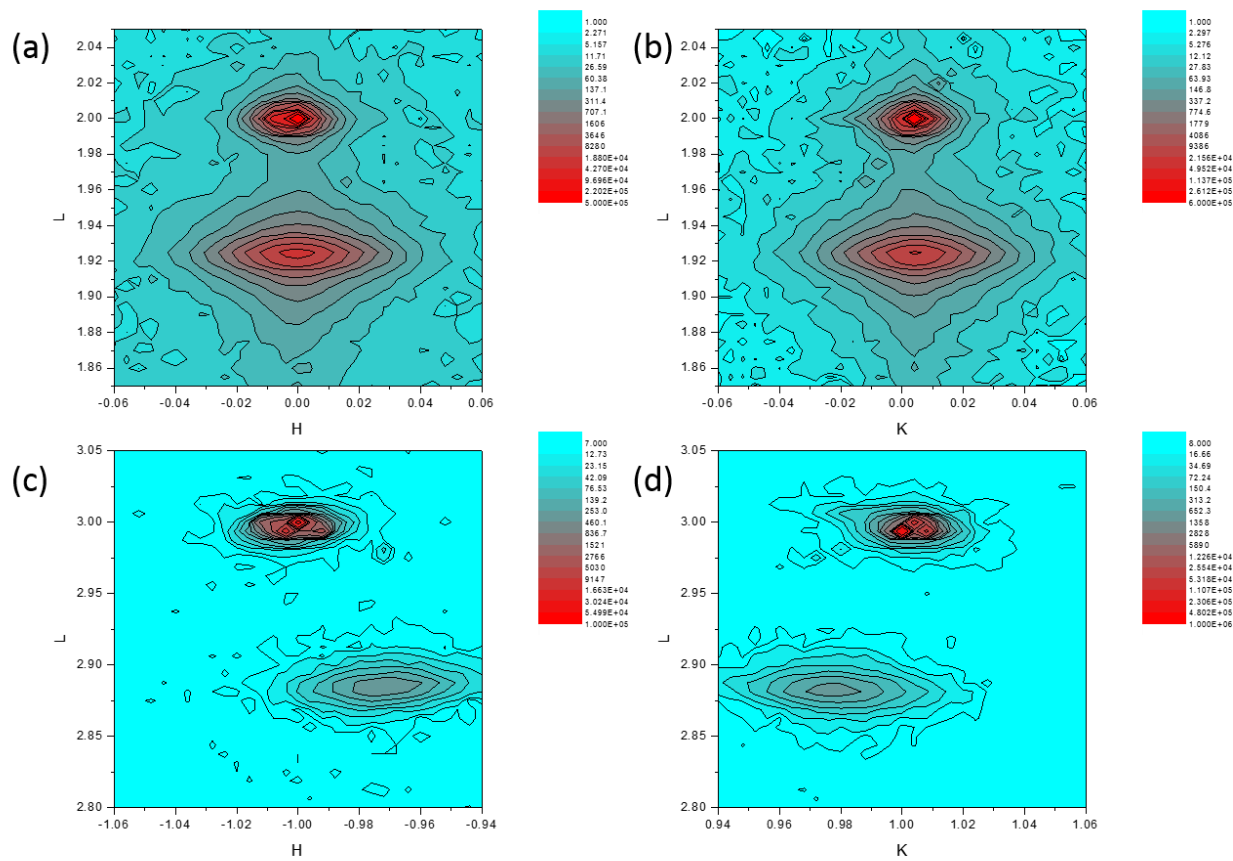 (a)
L
2.04
2.02
2.00
1.98
1.96
1.94
1.92
1.90
1.88
1.86
-0.06 -0.04 -0.02 0.00 0.02 0.04 0.06
H
1.000
2.271
5.157
11.71
26.59
60.38
137.1
311.4
707.1
1606
3646
8280
1.880E+04
4.270E+04
9.696E+04
2.202E+05
5.000E+05
(b)
L
2.04
2.02
2.00
1.98
1.96
1.94
1.92
1.90
1.88
1.86
-0.06 -0.04 -0.02 0.00 0.02 0.04 0.06
K
1.000
2.297
5.276
12.12
27.83
63.93
146.8
337.2
774.6
1779
4086
9386
2.156E+04
4.952E+04
1.137E+05
2.612E+05
6.000E+05
(c)
L
3.05
3.00
2.95
2.90
2.85
2.80
-1.06 -1.04 -1.02 -1.00 -0.98 -0.96 -0.94
H
7.000
12.73
23.15
42.09
76.53
139.2
253.0
460.1
836.7
1521
2766
5030
9147
1.663E+04
3.024E+04
5.499E+04
1.000E+05
(d)
L
3.05
3.00
2.95
2.90
2.85
2.80
0.94 0.96 0.98 1.00 1.02 1.04 1.06
K
8.000
16.66
34.69
72.24
150.4
313.2
652.3
1358
2828
5890
1.226E+04
2.554E+04
5.318E+04
1.107E+05
2.306E+05
4.802E+05
1.000E+06